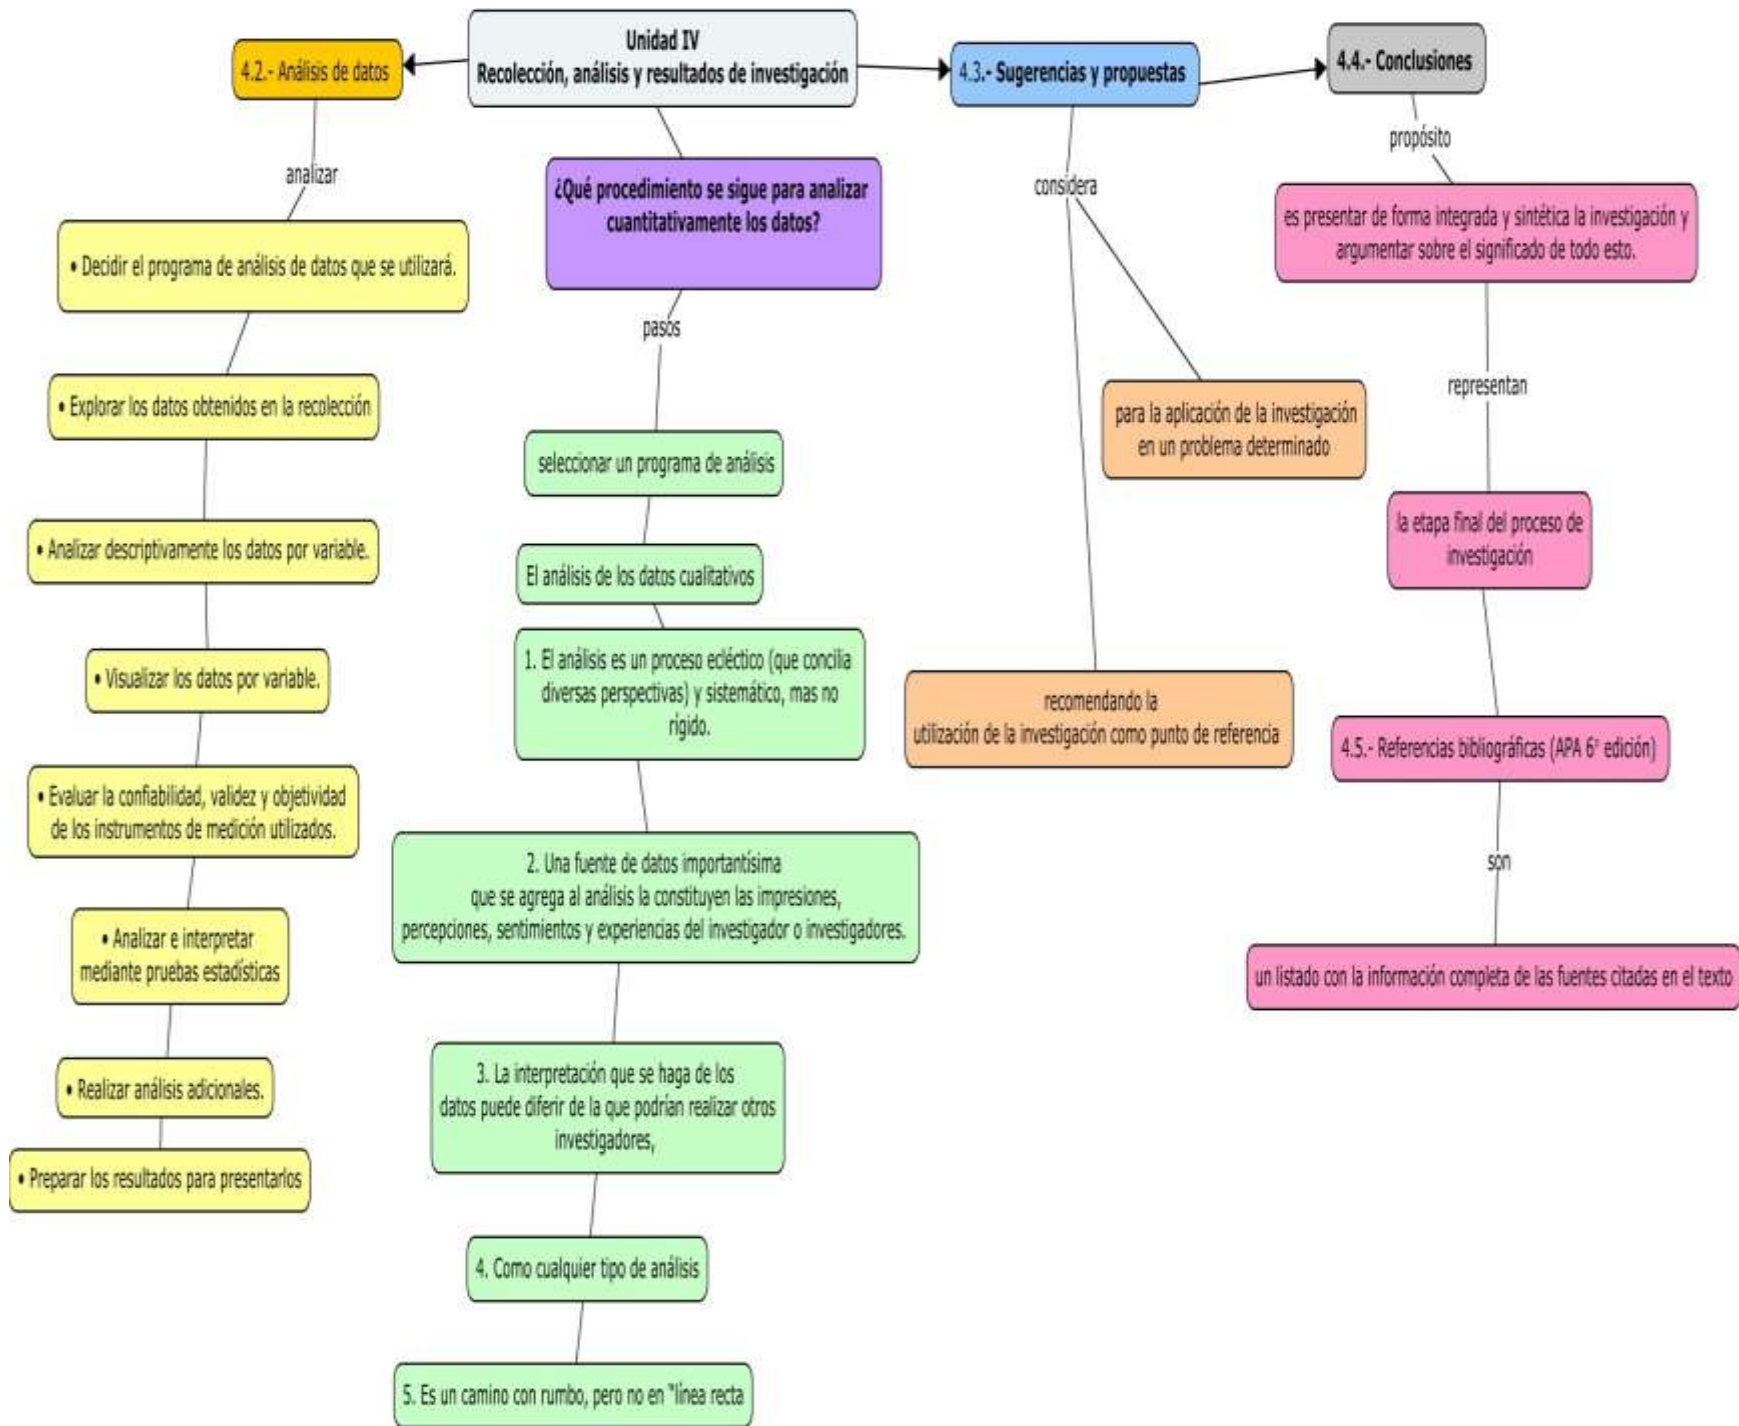 Unidad IV
Recolección, análisis y resultados de investigación
4.2.- Análisis de datos
analizar
• Decidir el programa de análisis de datos que se utilizará.
• Explorar los datos obtenidos en la recolección
• Analizar descriptivamente los datos por variable.
• Visualizar los datos por variable.
• Evaluar la confiabilidad, validez y objetividad
de los instrumentos de medición utilizados.
• Analizar e interpretar
mediante pruebas estadísticas
• Realizar análisis adicionales.
• Preparar los resultados para presentarlos
¿Qué procedimiento se sigue para analizar
cuantitativamente los datos?
pasos
seleccionar un programa de análisis
El análisis de los datos cualitativos
1. El análisis es un proceso ecléctico (que concilia
diversas perspectivas) y sistemático, mas no
rígido.
2. Una fuente de datos importantísima
que se agrega al análisis la constituyen las impresiones,
percepciones, sentimientos y experiencias del investigador o investigadores.
3. La interpretación que se haga de los
datos puede diferir de la que podrían realizar otros
investigadores,
4. Como cualquier tipo de análisis
5. Es un camino con rumbo, pero no en "línea recta
4.3.- Sugerencias y propuestas
considera
para la aplicación de la investigación
en un problema determinado
recomendando la
utilización de la investigación como punto de referencia
4.4.- Conclusiones
propósito
es presentar de forma integrada y sintética la investigación y
argumentar sobre el significado de todo esto.
representan
la etapa final del proceso de
investigación
4.5.- Referencias bibliográficas (APA 6° edición)
son
un listado con la información completa de las fuentes citadas en el texto